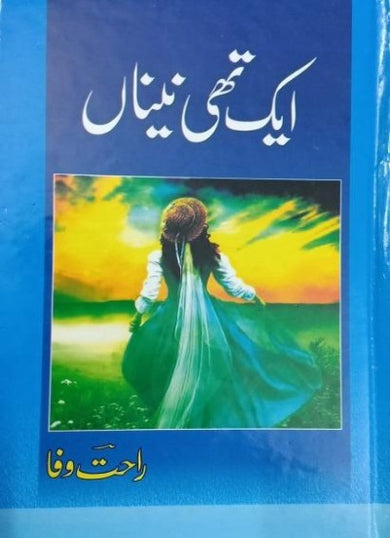 ایک تھی نیناں
راحت وفا